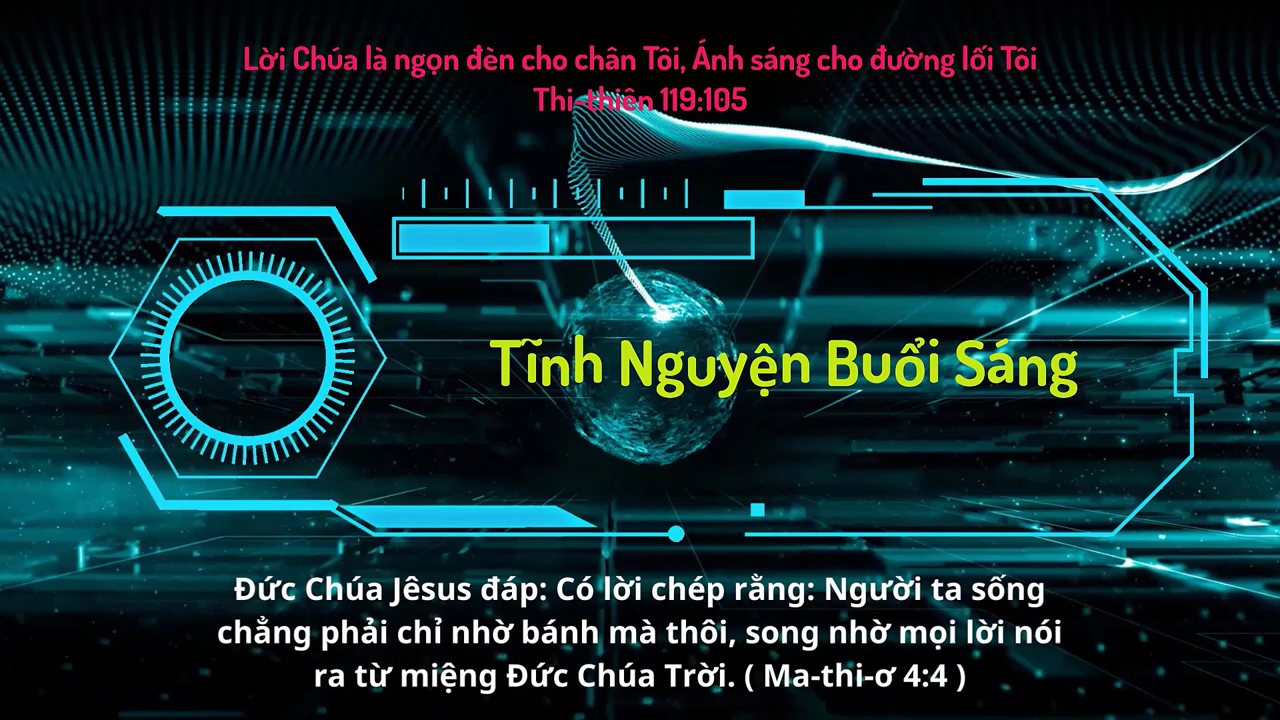 Lời Chúa là ngọn đèn cho chân Tôi, Ánh sáng cho đường lối Tôi
Thi-thiên 119:105
Tĩnh Nguyện Buổi Sáng
Đức Chúa Jêsus đáp: Có lời chép rằng: Người ta sống
chẳng phải chỉ nhờ bánh mà thôi, song nhờ mọi lời nói
ra từ miệng Đức Chúa Trời. ( Ma-thi-ơ 4:4 )